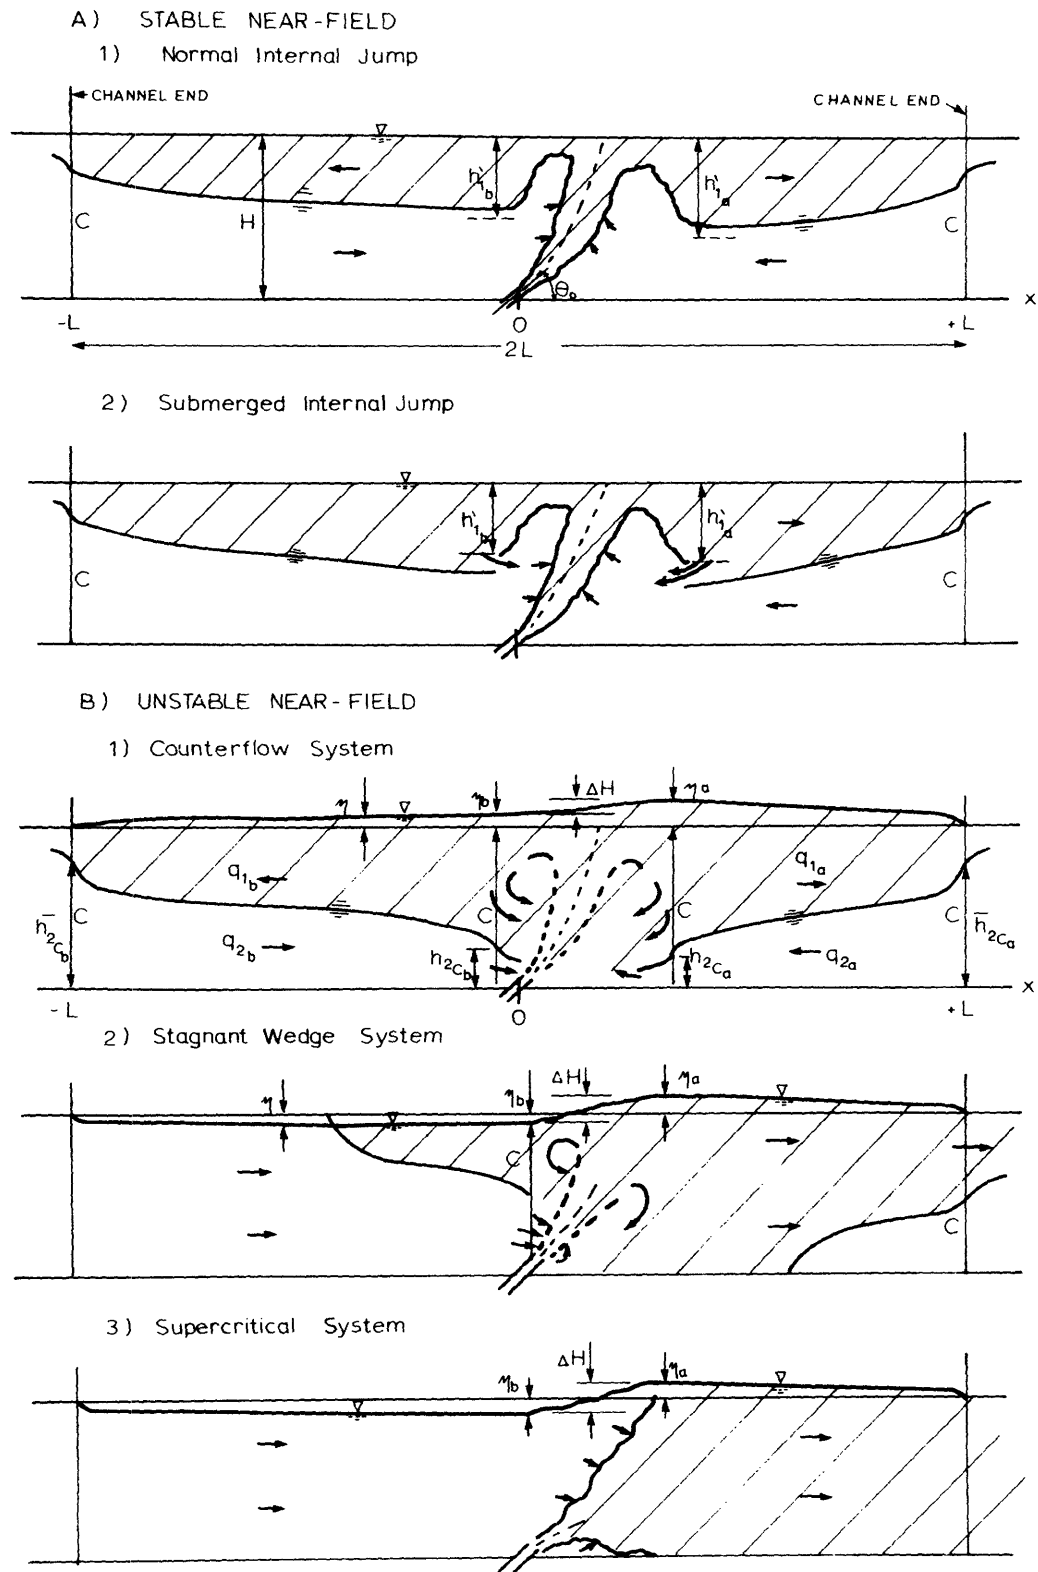 A) STABLE NEAR-FIELD
1) Normal Internal Jump
CHANNEL END
CHANNEL END
h'1b
h'1a
C
H
C
θo
x
-L
O
+L
2L
2) Submerged Internal Jump
h'1b
h'1a
C
C
B) UNSTABLE NEAR-FIELD
1) Counterflow System
η
ηb
ΔH
ηa
q1b
q1a
C
C
C
C
h̄2cb
h̄2ca
q2b
h2cb
h2ca
q2a
x
-L
O
+L
2) Stagnant Wedge System
η
ηb
ΔH
ηa
C
C
3) Supercritical System
ΔH
ηb
ηa